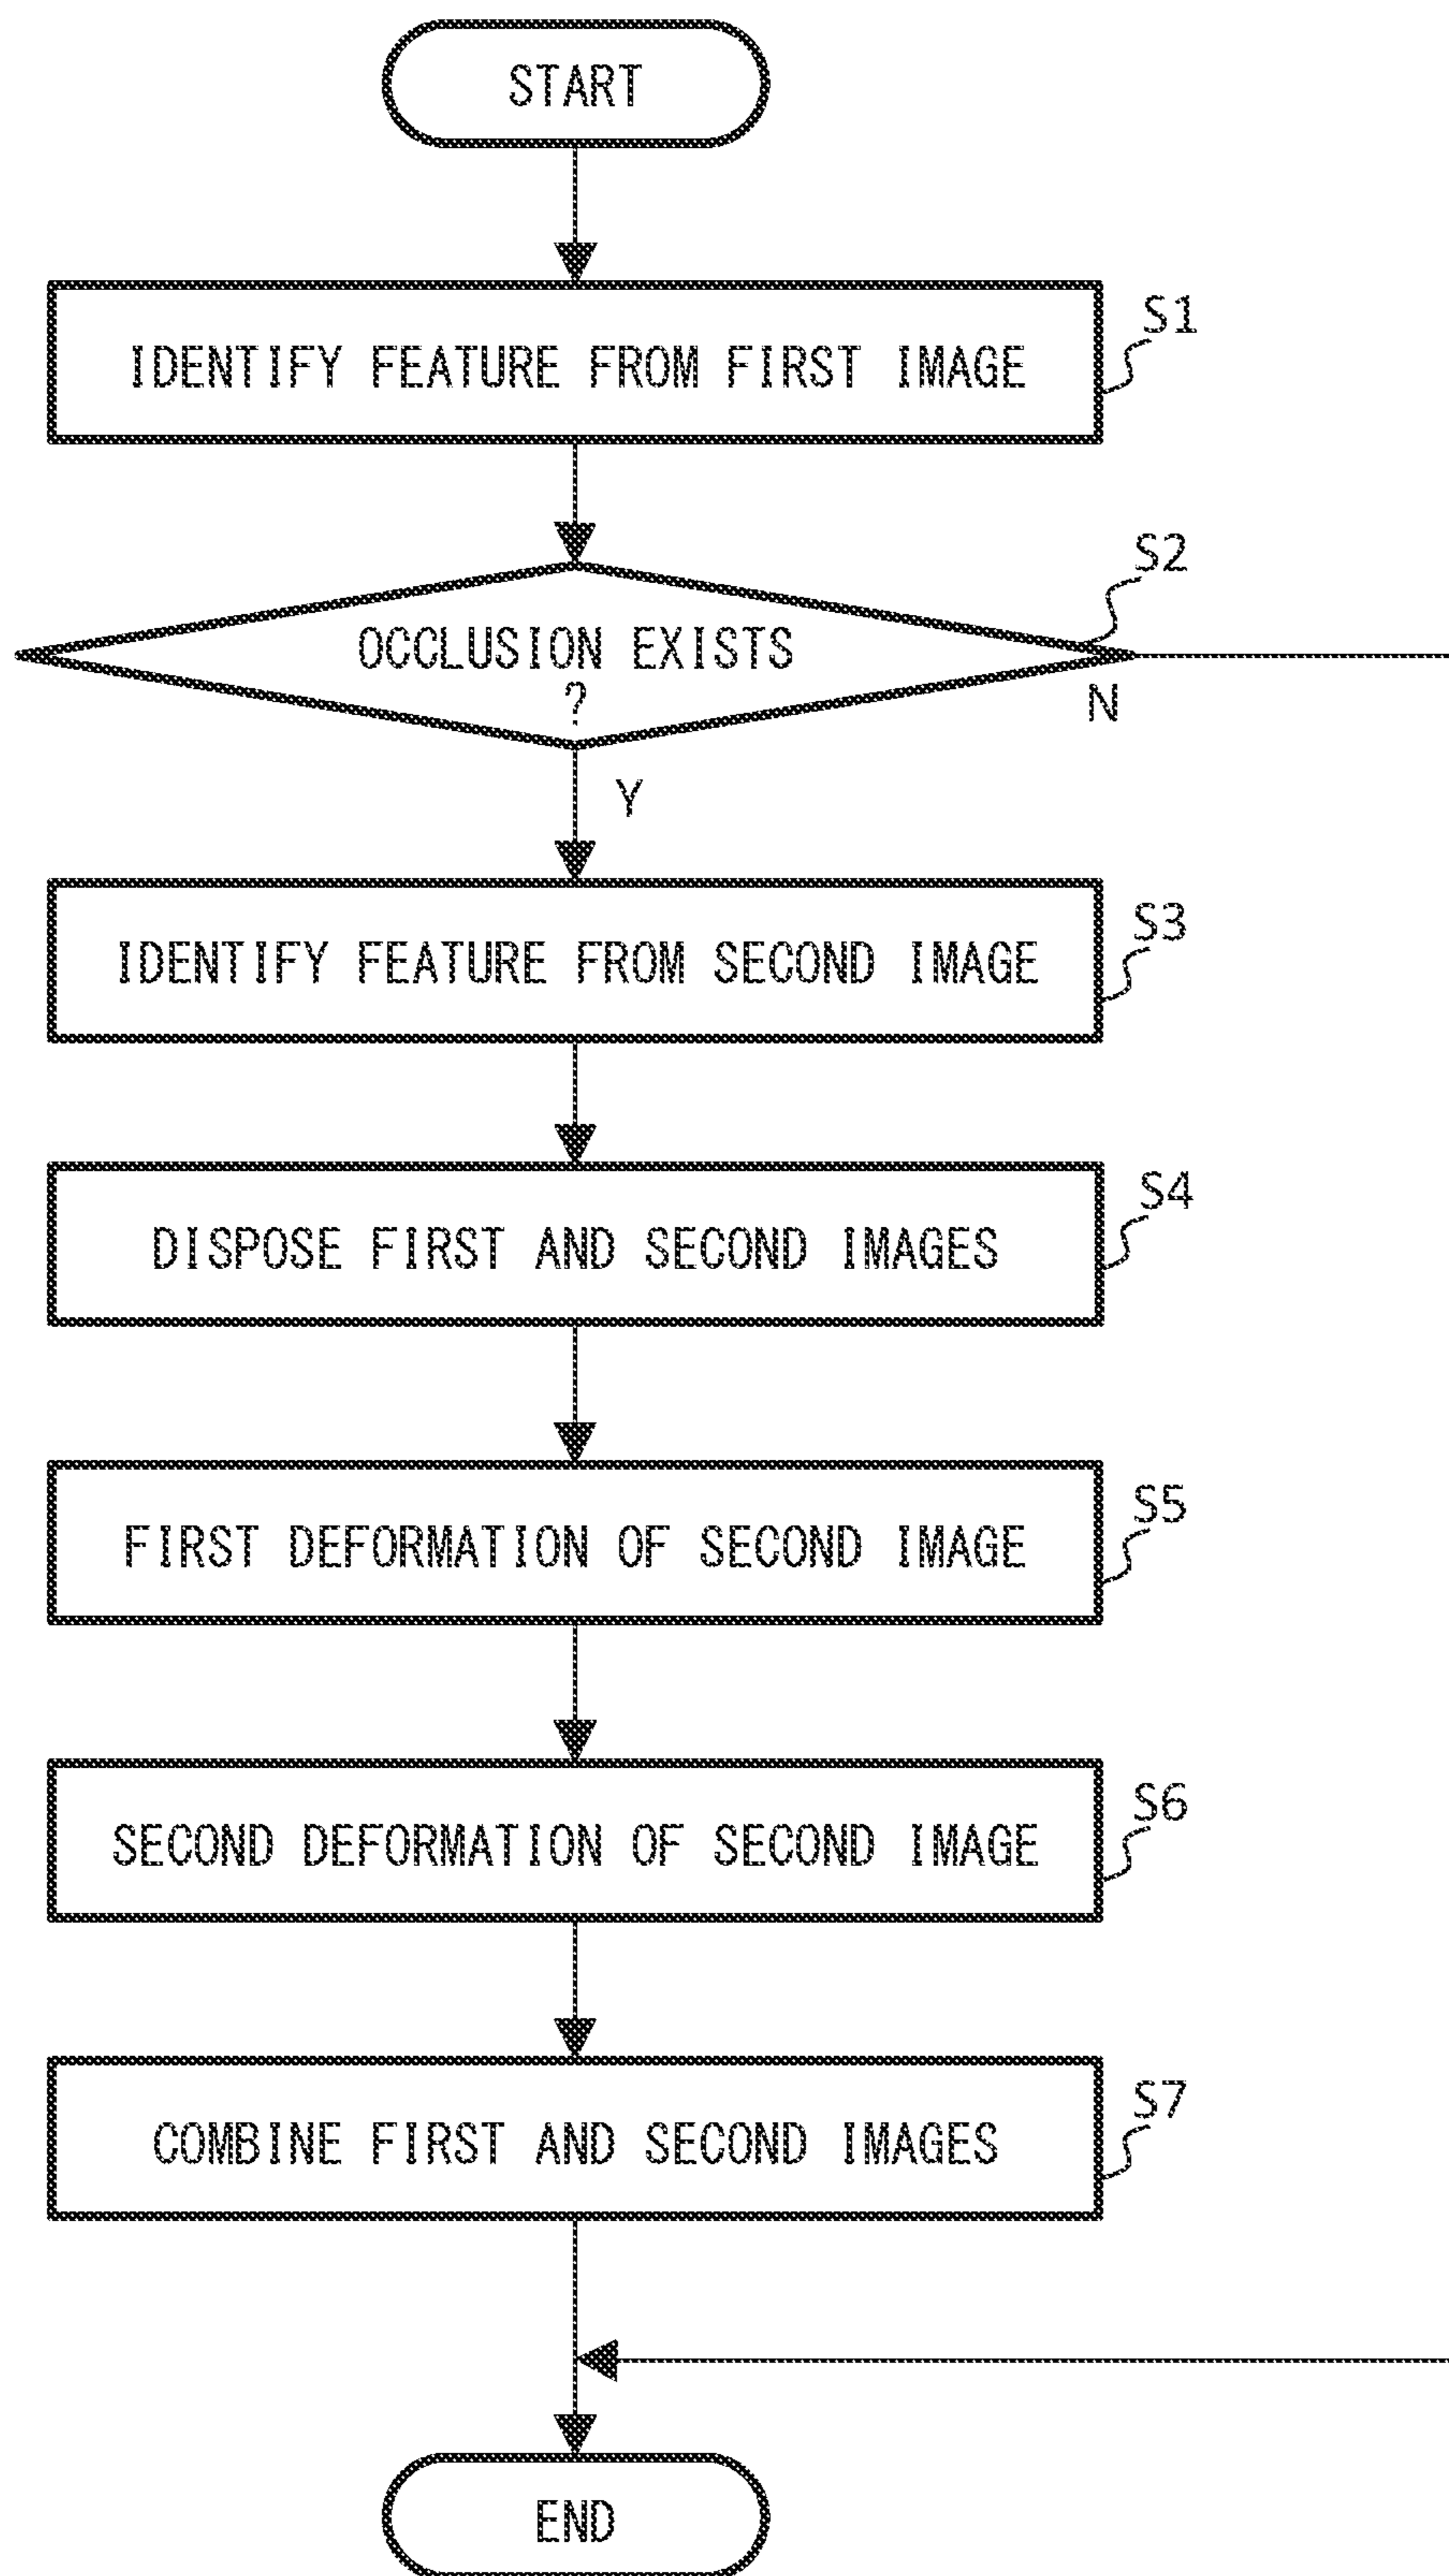 START
IDENTIFY FEATURE FROM FIRST IMAGE
S1
S2
OCCLUSION EXISTS
?
N
Y
IDENTIFY FEATURE FROM SECOND IMAGE
S3
DISPOSE FIRST AND SECOND IMAGES
S4
FIRST DEFORMATION OF SECOND IMAGE
S5
SECOND DEFORMATION OF SECOND IMAGE
S6
COMBINE FIRST AND SECOND IMAGES
S7
END